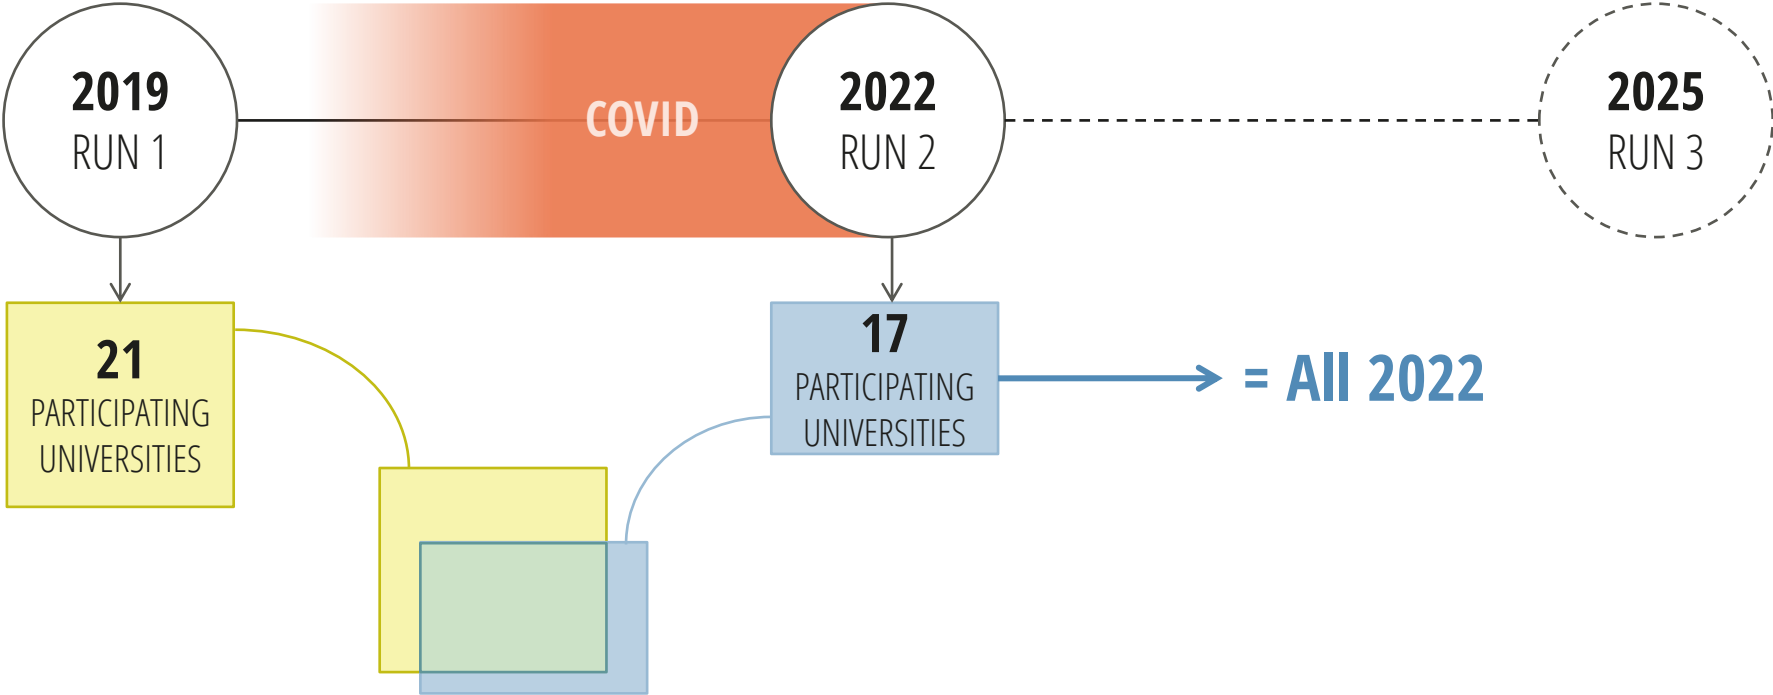 2019
RUN 1
COVID
2022
RUN 2
2025
RUN 3
21
PARTICIPATING
UNIVERSITIES
17
PARTICIPATING
UNIVERSITIES
= All 2022